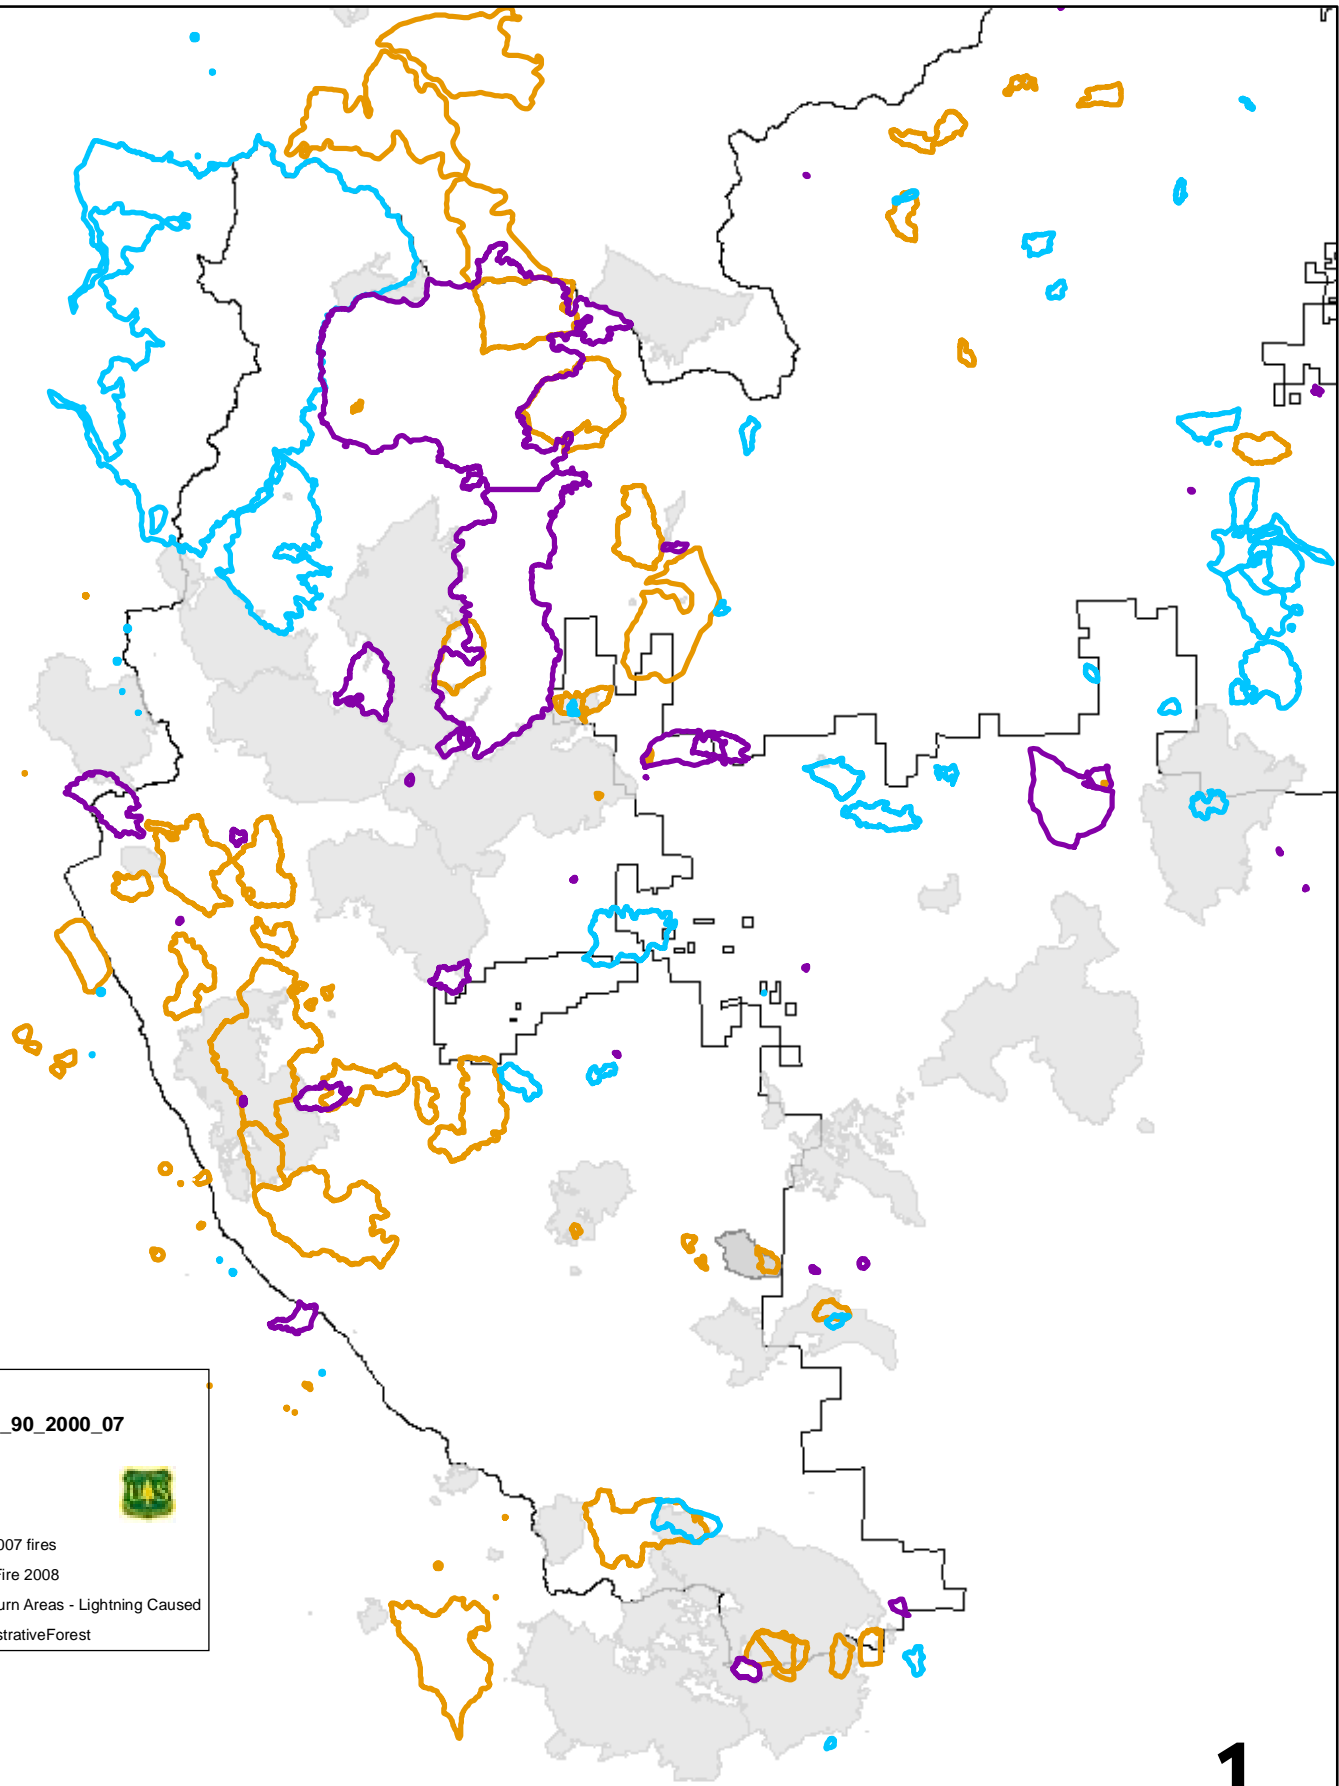 _90_2000_07
U S
007 fires
Fire 2008
urn Areas - Lightning Caused
strativeForest
1